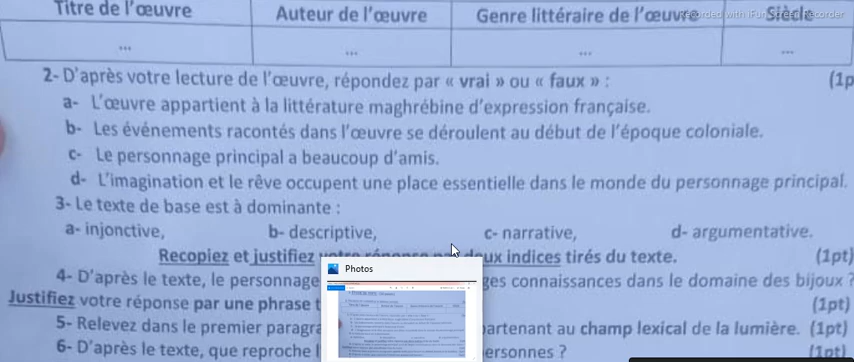 Titre de l'œuvre Auteur de l'œuvre Genre littéraire de l'œuvre Siècle
... ... ... ...
2- D'après votre lecture de l'œuvre, répondez par « vrai » ou « faux » : (1p
a- L'œuvre appartient à la littérature maghrébine d'expression française.
b- Les événements racontés dans l'œuvre se déroulent au début de l'époque coloniale.
c- Le personnage principal a beaucoup d'amis.
d- L'imagination et le rêve occupent une place essentielle dans le monde du personnage principal.
3- Le texte de base est à dominante :
a- injonctive, b- descriptive, c- narrative, d- argumentative.
Recopiez et justifiez votre réponse par deux indices tirés du texte. (1pt)
Photos
4- D'après le texte, le personnage ges connaissances dans le domaine des bijoux ?
Justifiez votre réponse par une phrase t (1pt)
5- Relevez dans le premier paragra partenant au champ lexical de la lumière. (1pt)
6- D'après le texte, que reproche l ersonnes ? (1pt)